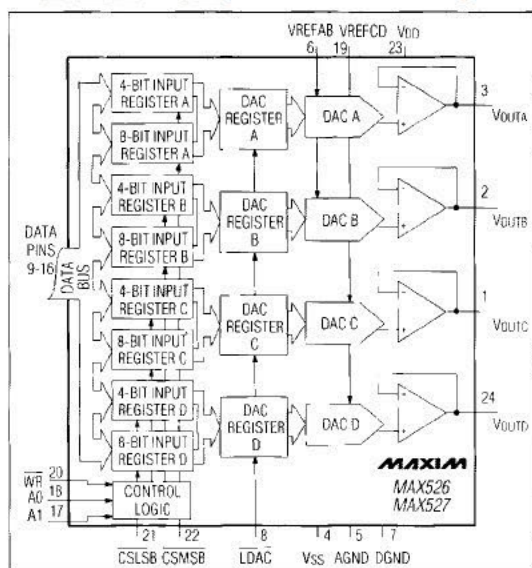 VREFAB VREFCD VDD
6 19 23
4-BIT INPUT
REGISTER A
8-BIT INPUT
REGISTER A
DAC
REGISTER
A
DAC A
3
VOUTA
4-BIT INPUT
REGISTER B
8-BIT INPUT
REGISTER B
DAC
REGISTER
B
DAC B
2
VOUTB
DATA
PINS
9-16
DATA
BUS
4-BIT INPUT
REGISTER C
8-BIT INPUT
REGISTER C
DAC
REGISTER
C
DAC C
1
VOUTC
4-BIT INPUT
REGISTER D
8-BIT INPUT
REGISTER D
DAC
REGISTER
D
DAC D
24
VOUTD
MAXIM
MAX526
MAX527
WR 20
A0 18
A1 17
CONTROL
LOGIC
21 22 8 4 5 7
CSLSB CSMSB LDAC VSS AGND DGND